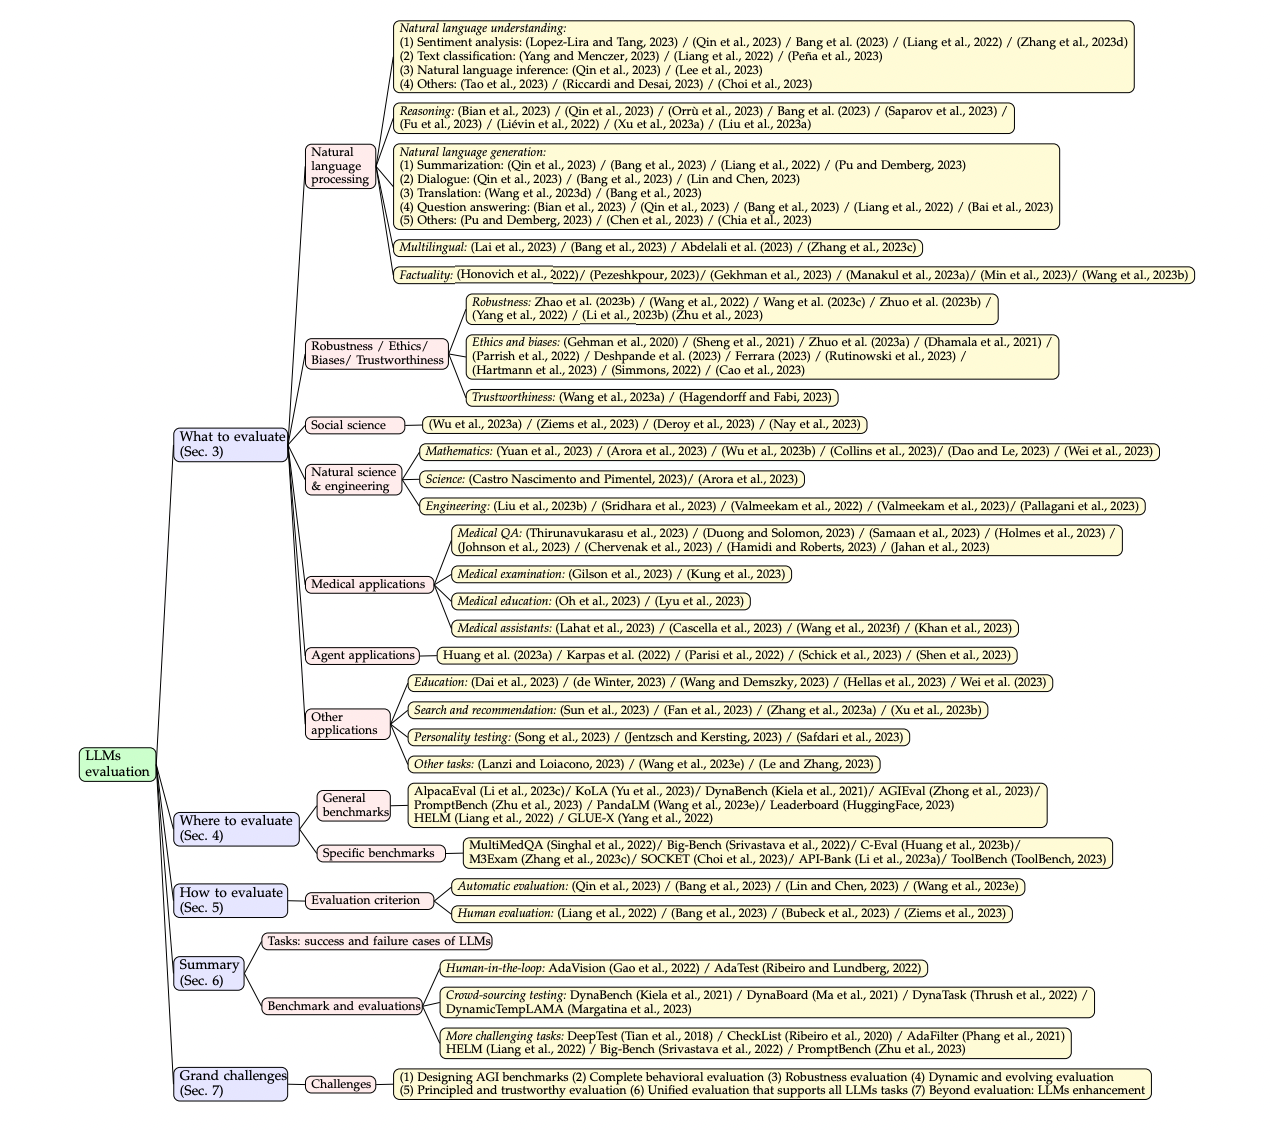 Natural language understanding:
(1) Sentiment analysis: (Lopez-Lira and Tang, 2023) / (Qin et al., 2023) / Bang et al. (2023) / (Liang et al., 2022) / (Zhang et al., 2023d)
(2) Text classification: (Yang and Menczer, 2023) / (Liang et al., 2022) / (Peña et al., 2023)
(3) Natural language inference: (Qin et al., 2023) / (Lee et al., 2023)
(4) Others: (Tao et al., 2023) / (Riccardi and Desai, 2023) / (Choi et al., 2023)
Reasoning: (Bian et al., 2023) / (Qin et al., 2023) / (Orrù et al., 2023) / Bang et al. (2023) / (Saparov et al., 2023) /
(Fu et al., 2023) / (Liévin et al., 2022) / (Xu et al., 2023a) / (Liu et al., 2023a)
Natural
language
processing
Natural language generation:
(1) Summarization: (Qin et al., 2023) / (Bang et al., 2023) / (Liang et al., 2022) / (Pu and Demberg, 2023)
(2) Dialogue: (Qin et al., 2023) / (Bang et al., 2023) / (Lin and Chen, 2023)
(3) Translation: (Wang et al., 2023d) / (Bang et al., 2023)
(4) Question answering: (Bian et al., 2023) / (Qin et al., 2023) / (Bang et al., 2023) / (Liang et al., 2022) / (Bai et al., 2023)
(5) Others: (Pu and Demberg, 2023) / (Chen et al., 2023) / (Chia et al., 2023)
Multilingual: (Lai et al., 2023) / (Bang et al., 2023) / Abdelali et al. (2023) / (Zhang et al., 2023c)
Factuality: (Honovich et al., 2022)/ (Pezeshkpour, 2023)/ (Gekhman et al., 2023) / (Manakul et al., 2023a)/ (Min et al., 2023)/ (Wang et al., 2023b)
Robustness / Ethics/
Biases/ Trustworthiness
Robustness: Zhao et al. (2023b) / (Wang et al., 2022) / Wang et al. (2023c) / Zhuo et al. (2023b) /
(Yang et al., 2022) / (Li et al., 2023b) (Zhu et al., 2023)
Ethics and biases: (Gehman et al., 2020) / (Sheng et al., 2021) / Zhuo et al. (2023a) / (Dhamala et al., 2021) /
(Parrish et al., 2022) / Deshpande et al. (2023) / Ferrara (2023) / (Rutinowski et al., 2023) /
(Hartmann et al., 2023) / (Simmons, 2022) / (Cao et al., 2023)
Trustworthiness: (Wang et al., 2023a) / (Hagendorff and Fabi, 2023)
What to evaluate
(Sec. 3)
Social science
(Wu et al., 2023a) / (Ziems et al., 2023) / (Deroy et al., 2023) / (Nay et al., 2023)
Natural science
& engineering
Mathematics: (Yuan et al., 2023) / (Arora et al., 2023) / (Wu et al., 2023b) / (Collins et al., 2023)/ (Dao and Le, 2023) / (Wei et al., 2023)
Science: (Castro Nascimento and Pimentel, 2023)/ (Arora et al., 2023)
Engineering: (Liu et al., 2023b) / (Sridhara et al., 2023) / (Valmeekam et al., 2022) / (Valmeekam et al., 2023)/ (Pallagani et al., 2023)
Medical applications
Medical QA: (Thirunavukarasu et al., 2023) / (Duong and Solomon, 2023) / (Samaan et al., 2023) / (Holmes et al., 2023) /
(Johnson et al., 2023) / (Chervenak et al., 2023) / (Hamidi and Roberts, 2023) / (Jahan et al., 2023)
Medical examination: (Gilson et al., 2023) / (Kung et al., 2023)
Medical education: (Oh et al., 2023) / (Lyu et al., 2023)
Medical assistants: (Lahat et al., 2023) / (Cascella et al., 2023) / (Wang et al., 2023f) / (Khan et al., 2023)
Agent applications
Huang et al. (2023a) / Karpas et al. (2022) / (Parisi et al., 2022) / (Schick et al., 2023) / (Shen et al., 2023)
Other
applications
Education: (Dai et al., 2023) / (de Winter, 2023) / (Wang and Demszky, 2023) / (Hellas et al., 2023) / Wei et al. (2023)
Search and recommendation: (Sun et al., 2023) / (Fan et al., 2023) / (Zhang et al., 2023a) / (Xu et al., 2023b)
Personality testing: (Song et al., 2023) / (Jentzsch and Kersting, 2023) / (Safdari et al., 2023)
Other tasks: (Lanzi and Loiacono, 2023) / (Wang et al., 2023e) / (Le and Zhang, 2023)
LLMs
evaluation
Where to evaluate
(Sec. 4)
General
benchmarks
AlpacaEval (Li et al., 2023c)/ KoLA (Yu et al., 2023)/ DynaBench (Kiela et al., 2021)/ AGIEval (Zhong et al., 2023)/
PromptBench (Zhu et al., 2023) / PandaLM (Wang et al., 2023e)/ Leaderboard (HuggingFace, 2023)
HELM (Liang et al., 2022) / GLUE-X (Yang et al., 2022)
Specific benchmarks
MultiMedQA (Singhal et al., 2022)/ Big-Bench (Srivastava et al., 2022)/ C-Eval (Huang et al., 2023b)/
M3Exam (Zhang et al., 2023c)/ SOCKET (Choi et al., 2023)/ API-Bank (Li et al., 2023a)/ ToolBench (ToolBench, 2023)
How to evaluate
(Sec. 5)
Evaluation criterion
Automatic evaluation: (Qin et al., 2023) / (Bang et al., 2023) / (Lin and Chen, 2023) / (Wang et al., 2023e)
Human evaluation: (Liang et al., 2022) / (Bang et al., 2023) / (Bubeck et al., 2023) / (Ziems et al., 2023)
Summary
(Sec. 6)
Tasks: success and failure cases of LLMs
Benchmark and evaluations
Human-in-the-loop: AdaVision (Gao et al., 2022) / AdaTest (Ribeiro and Lundberg, 2022)
Crowd-sourcing testing: DynaBench (Kiela et al., 2021) / DynaBoard (Ma et al., 2021) / DynaTask (Thrush et al., 2022) /
DynamicTempLAMA (Margatina et al., 2023)
More challenging tasks: DeepTest (Tian et al., 2018) / CheckList (Ribeiro et al., 2020) / AdaFilter (Phang et al., 2021)
HELM (Liang et al., 2022) / Big-Bench (Srivastava et al., 2022) / PromptBench (Zhu et al., 2023)
Grand challenges
(Sec. 7)
Challenges
(1) Designing AGI benchmarks (2) Complete behavioral evaluation (3) Robustness evaluation (4) Dynamic and evolving evaluation
(5) Principled and trustworthy evaluation (6) Unified evaluation that supports all LLMs tasks (7) Beyond evaluation: LLMs enhancement